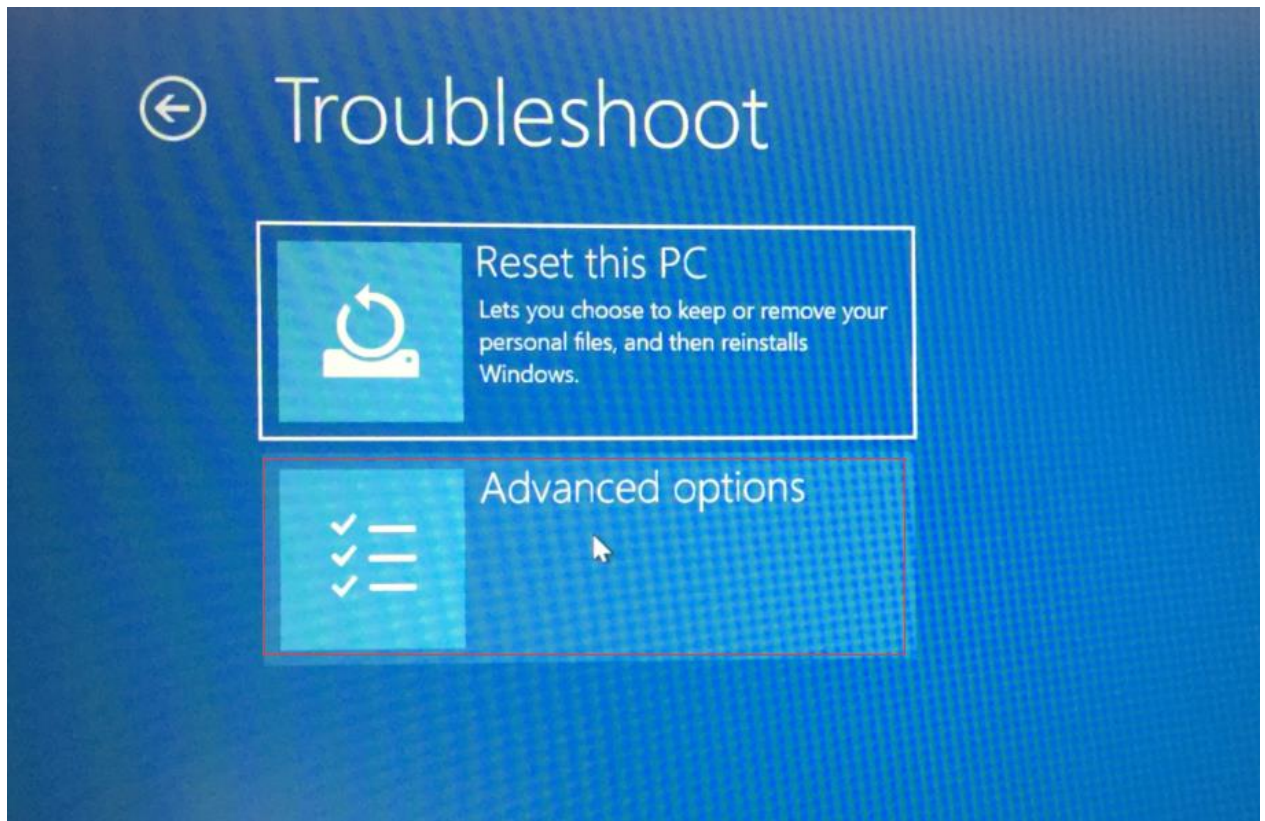 Troubleshoot
Reset this PC
Lets you choose to keep or remove your
personal files, and then reinstalls
Windows.
Advanced options